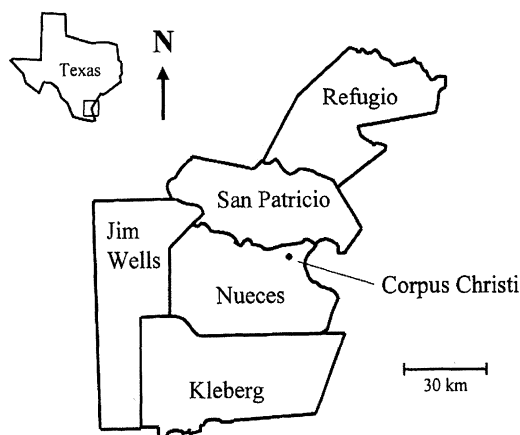 Texas
N
Refugio
San Patricio
Jim
Wells
Corpus Christi
Nueces
Kleberg
30 km